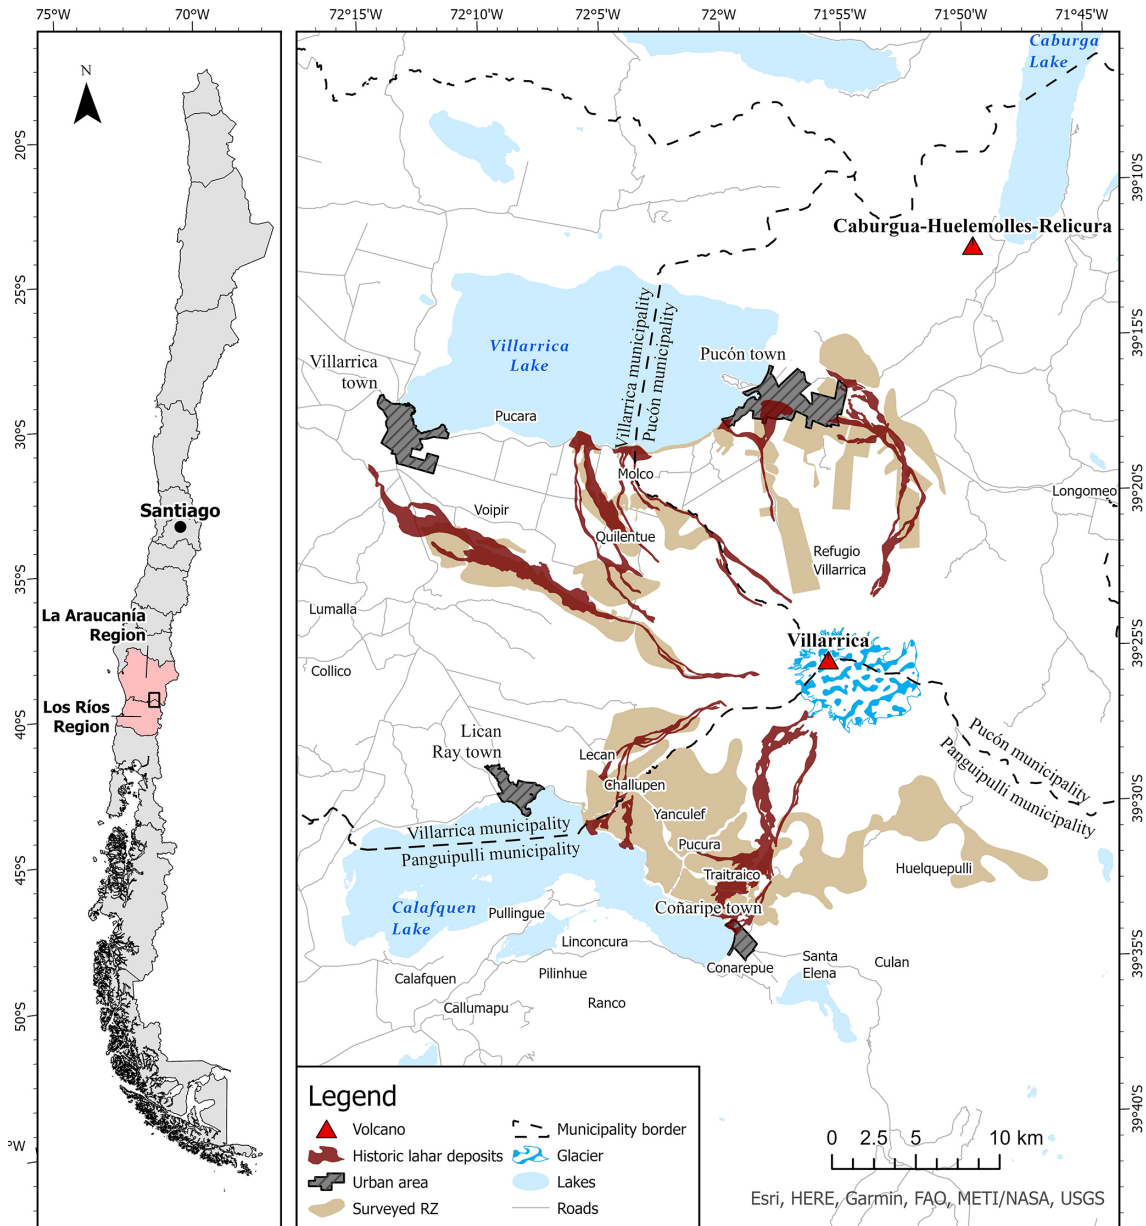 75°W
70°W
72°15'W
72°10'W
72°5'W
72°0'W
71°55'W
71°50'W
71°45'W
N
20°S
25°S
30°S
35°S
40°S
45°S
50°S
°W
Santiago
La Araucanía
Region
Los Ríos
Region
Caburga
Lake
39°10'S
39°15'S
39°20'S
39°25'S
39°30'S
39°35'S
39°40'S
Caburgua-Huelemolles-Relicura
Villarrica municipality
Pucón municipality
Villarrica
Lake
Villarrica
town
Pucón town
Pucara
Molco
Longomeo
Voipir
Quilentue
Refugio
Villarrica
Lumalla
Collico
Villarrica
Pucón municipality
Panguipulli municipality
Lican
Ray town
Lecan
Challupen
Yanculef
Villarrica municipality
Panguipulli municipality
Pucura
Traitraico
Huelquepulli
Calafquen
Lake
Pullingue
Coñaripe town
Linconcura
Conarepue
Santa
Elena
Culan
Calafquen
Pilinhue
Callumapu
Ranco
Legend
Volcano
Historic lahar deposits
Urban area
Surveyed RZ
Municipality border
Glacier
Lakes
Roads
0 2.5 5 10 km
Esri, HERE, Garmin, FAO, METI/NASA, USGS